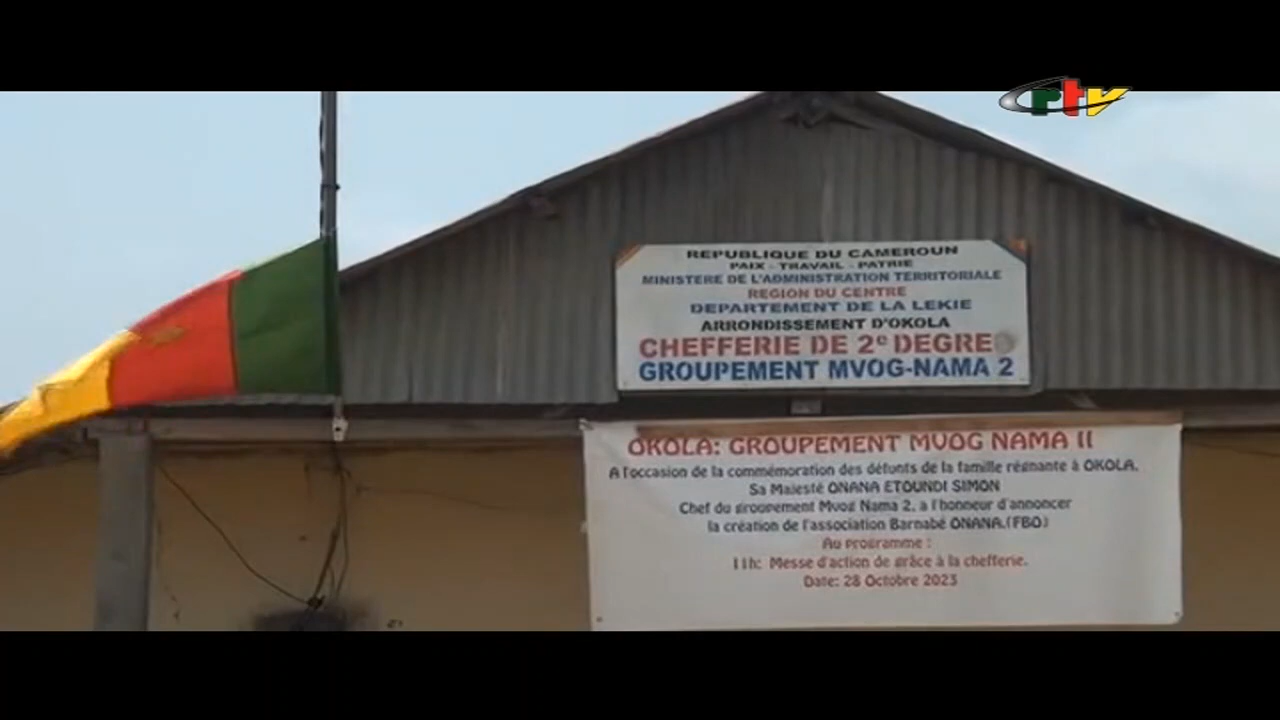 crtv
REPUBLIQUE DU CAMEROUN
PAIX - TRAVAIL - PATRIE
MINISTERE DE L'ADMINISTRATION TERRITORIALE
REGION DU CENTRE
DEPARTEMENT DE LA LEKIE
ARRONDISSEMENT D'OKOLA
CHEFFERIE DE 2e DEGRE
GROUPEMENT MVOG-NAMA 2
OKOLA: GROUPEMENT MVOG NAMA II
A l'occasion de la commémoration des défunts de la famille régnante à OKOLA,
Sa Majesté ONANA ETOUNDI SIMON
Chef du groupement Mvog Nama 2, a l'honneur d'annoncer
la création de l'association Barnabé ONANA.(FBO)
Au programme :
11h: Messe d'action de grâce à la chefferie.
Date: 28 Octobre 2023